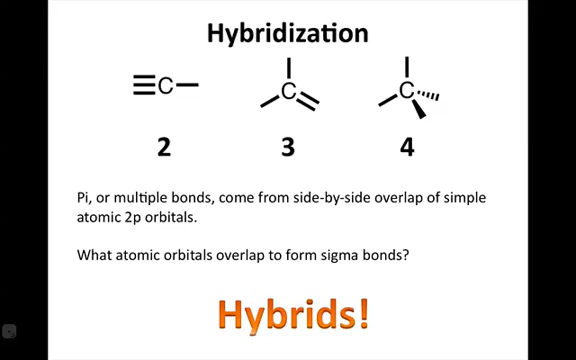 Hybridization
C C C
2 3 4
Pi, or multiple bonds, come from side-by-side overlap of simple
atomic 2p orbitals.
What atomic orbitals overlap to form sigma bonds?
Hybrids!